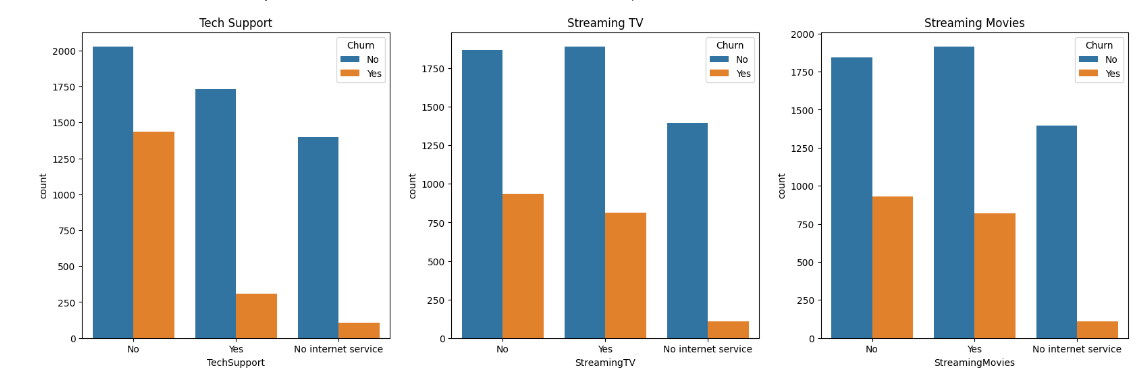 Tech Support
Churn
No
Yes
2000
1750
1500
1250
1000
750
500
250
0
count
No
Yes
No internet service
TechSupport
Streaming TV
Churn
No
Yes
1750
1500
1250
1000
750
500
250
0
count
No
Yes
No internet service
StreamingTV
Streaming Movies
Churn
No
Yes
2000
1750
1500
1250
1000
750
500
250
0
count
No
Yes
No internet service
StreamingMovies